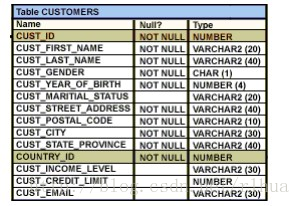 Table CUSTOMERS
Name Null? Type
CUST_ID NOT NULL NUMBER
CUST_FIRST_NAME NOT NULL VARCHAR2 (20)
CUST_LAST_NAME NOT NULL VARCHAR2 (40)
CUST_GENDER NOT NULL CHAR (1)
CUST_YEAR_OF_BIRTH NOT NULL NUMBER (4)
CUST_MARITIAL_STATUS VARCHAR2 (20)
CUST_STREET_ADDRESS NOT NULL VARCHAR2 (40)
CUST_POSTAL_CODE NOT NULL VARCHAR2 (10)
CUST_CITY NOT NULL VARCHAR2 (30)
CUST_STATE_PROVINCE NOT NULL VARCHAR2 (40)
COUNTRY_ID NOT NULL NUMBER
CUST_INCOME_LEVEL VARCHAR2 (30)
CUST_CREDIT_LIMIT NUMBER
CUST_EMAIL VARCHAR2 (30)